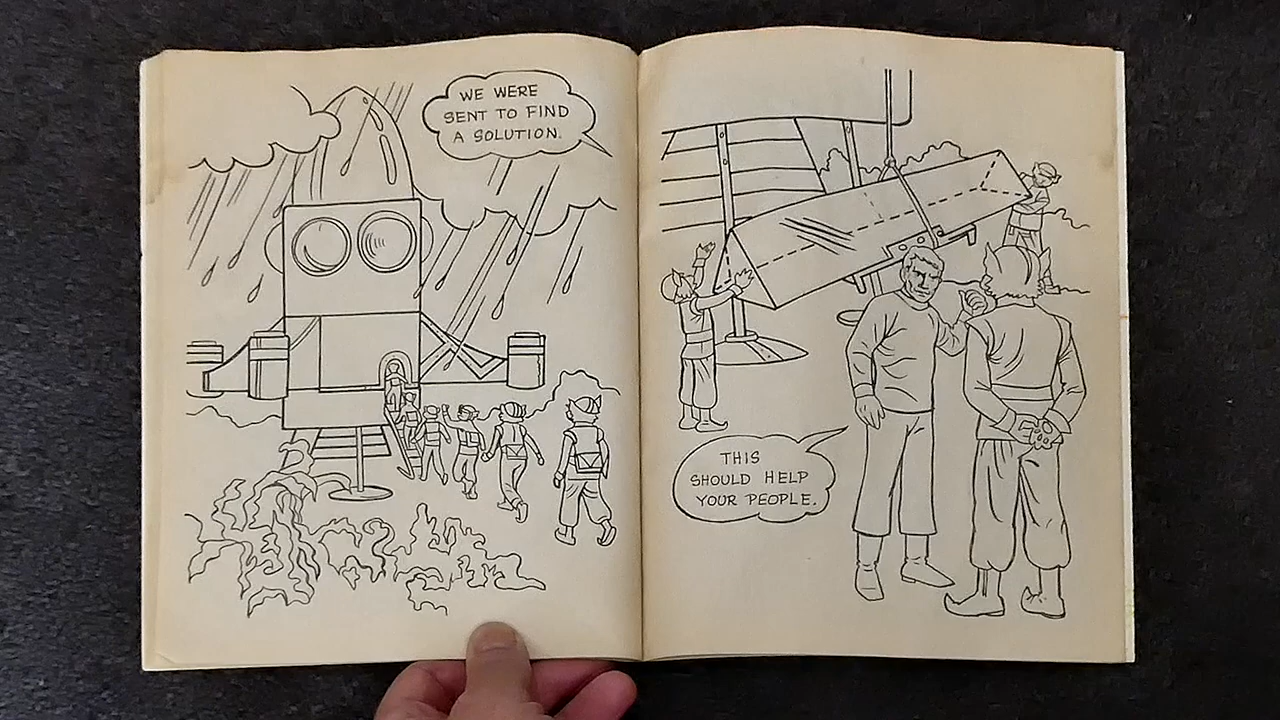 WE WERE
SENT TO FIND
A SOLUTION.
THIS
SHOULD HELP
YOUR PEOPLE.